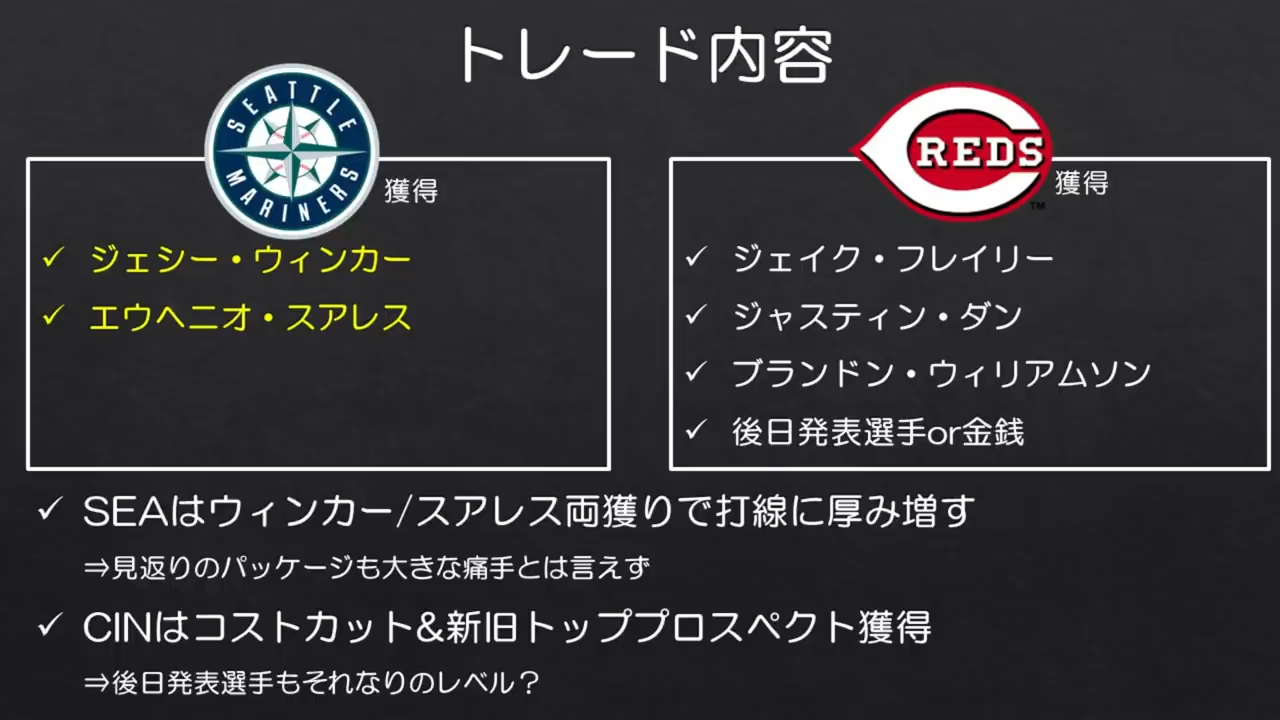 トレード内容
SEATTLE
MARINERS
獲得
ジェシー・ウィンカー
エウヘニオ・スアレス
REDS
TM
獲得
ジェイク・フレイリー
ジャスティン・ダン
ブランドン・ウィリアムソン
後日発表選手or金銭
SEAはウィンカー/スアレス両獲りで打線に厚み増す
⇒見返りのパッケージも大きな痛手とは言えず
CINはコストカット&新旧トッププロスペクト獲得
⇒後日発表選手もそれなりのレベル？